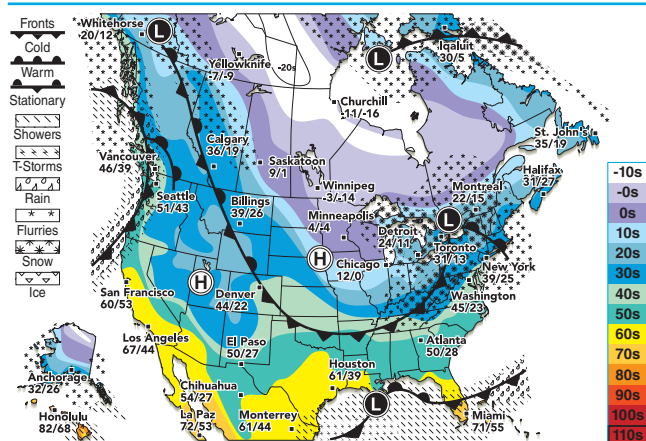 Fronts
Cold
Warm
Stationary
Showers
T-Storms
Rain
Flurries
Snow
Ice
Whitehorse
20/12
L
Yellowknife
-7/-9
-20s
L
Iqaluit
30/5
Churchill
-11/-16
St. John's
35/19
Calgary
36/19
Saskatoon
9/1
Vancouver
46/39
Winnipeg
-3/-14
Halifax
31/27
Montreal
22/15
Seattle
51/43
Billings
39/26
Minneapolis
4/-4
L
Detroit
24/11
Toronto
31/13
H
Chicago
12/0
H
New York
39/25
San Francisco
60/53
Denver
44/22
Washington
45/23
Los Angeles
67/44
El Paso
50/27
Atlanta
50/28
Houston
61/39
Anchorage
32/26
Chihuahua
54/27
L
Honolulu
82/68
La Paz
72/53
Monterrey
61/44
Miami
71/55
-10s
-0s
0s
10s
20s
30s
40s
50s
60s
70s
80s
90s
100s
110s